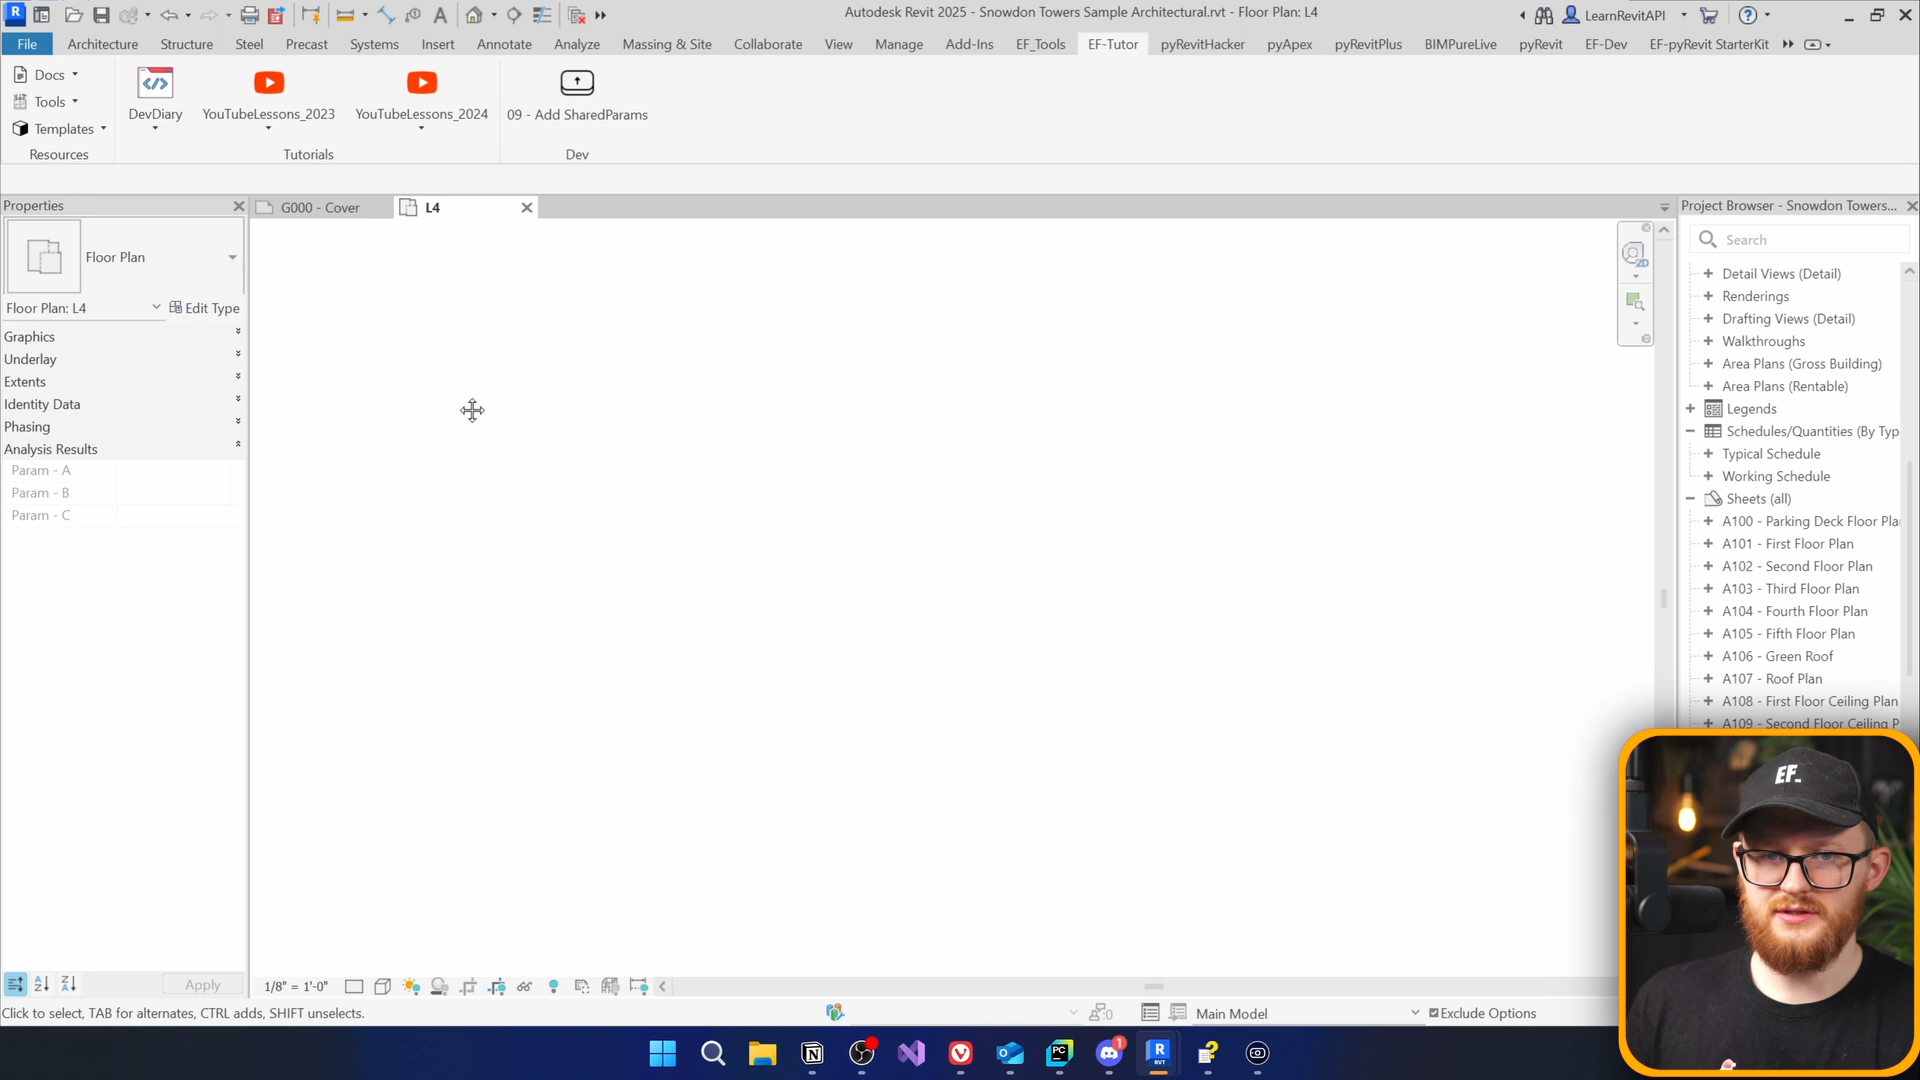 Autodesk Revit 2025 - Snowdon Towers Sample Architectural.rvt - Floor Plan: L4
LearnRevitAPI
File
Architecture
Structure
Steel
Precast
Systems
Insert
Annotate
Analyze
Massing & Site
Collaborate
View
Manage
Add-Ins
EF_Tools
EF-Tutor
pyRevitHacker
pyApex
pyRevitPlus
BIMPureLive
pyRevit
EF-Dev
EF-pyRevit StarterKit
Docs
Tools
Templates
Resources
DevDiary
YouTubeLessons_2023
YouTubeLessons_2024
Tutorials
09 - Add SharedParams
Dev
Properties
G000 - Cover
L4
Project Browser - Snowdon Towers...
Floor Plan
Floor Plan: L4
Edit Type
Graphics
Underlay
Extents
Identity Data
Phasing
Analysis Results
Param - A
Param - B
Param - C
Apply
2D
Search
Detail Views (Detail)
Renderings
Drafting Views (Detail)
Walkthroughs
Area Plans (Gross Building)
Area Plans (Rentable)
Legends
Schedules/Quantities (By Typ
Typical Schedule
Working Schedule
Sheets (all)
A100 - Parking Deck Floor Pla
A101 - First Floor Plan
A102 - Second Floor Plan
A103 - Third Floor Plan
A104 - Fourth Floor Plan
A105 - Fifth Floor Plan
A106 - Green Roof
A107 - Roof Plan
A108 - First Floor Ceiling Plan
A109 - Second Floor Ceiling P
EF_
1/8" = 1'-0"
Click to select, TAB for alternates, CTRL adds, SHIFT unselects.
:0
Main Model
Exclude Options
PC
1
R
RVT